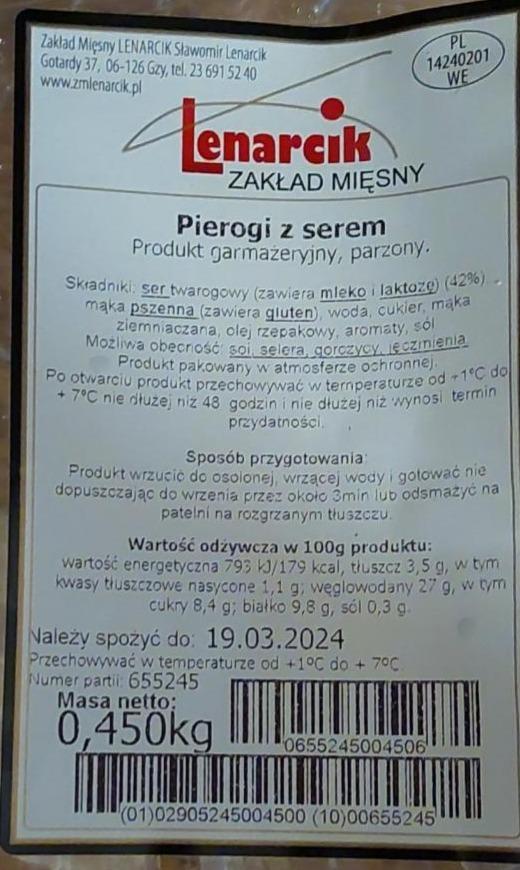 Zakład Mięsny LENARCIK Sławomir Lenarcik
Gotardy 37, 06-126 Gzy, tel. 23 691 52 40
www.zmlenarcik.pl
PL
14240201
WE
Lenarcik
ZAKŁAD MIĘSNY
Pierogi z serem
Produkt garmażeryjny, parzony.
Składniki: ser twarogowy (zawiera mleko i laktozę) (42%)
mąka pszenna (zawiera gluten), woda, cukier, mąka
ziemniaczana, olej rzepakowy, aromaty, sól
Możliwa obecność: soi, selera, gorczycy, jęczmienia
Produkt pakowany w atmosferze ochronnej.
Po otwarciu produkt przechowywać w temperaturze od +1°C do
+ 7°C nie dłużej niż 48 godzin i nie dłużej niż wynosi termin
przydatności.
Sposób przygotowania:
Produkt wrzucić do osolonej, wrzącej wody i gotować nie
dopuszczając do wrzenia przez około 3min lub odsmażyć na
patelni na rozgrzanym tłuszczu.
Wartość odżywcza w 100g produktu:
wartość energetyczna 793 kJ/179 kcal, tłuszcz 3,5 g, w tym
kwasy tłuszczowe nasycone 1,1 g; węglowodany 27 g, w tym
cukry 8,4 g; białko 9,8 g, sól 0,3 g.
Należy spożyć do: 19.03.2024
Przechowywać w temperaturze od +1°C do + 7°C
Numer partii: 655245
Masa netto:
0,450kg
0655245004506
(01)02905245004500 (10)00655245